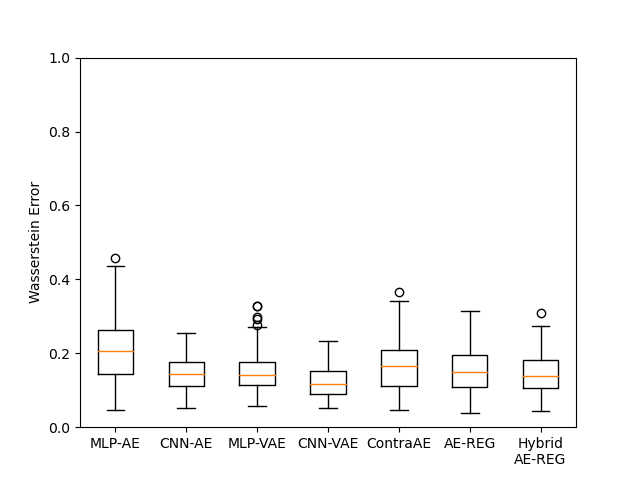 1.0
0.8
0.6
0.4
0.2
0.0
Wasserstein Error
MLP-AE
CNN-AE
MLP-VAE
CNN-VAE
ContraAE
AE-REG
Hybrid
AE-REG